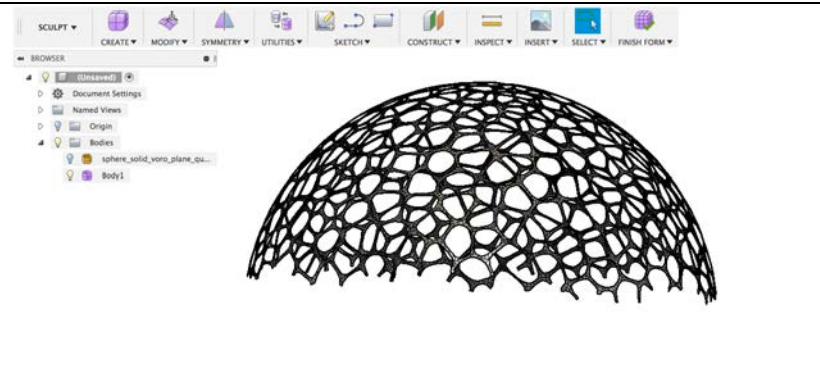 SCULPT
CREATE MODIFY SYMMETRY UTILITIES SKETCH CONSTRUCT INSPECT INSERT SELECT FINISH FORM
BROWSER
(Unsaved)
Document Settings
Named Views
Origin
Bodies
sphere_solid_voro_plane_qu...
Body1